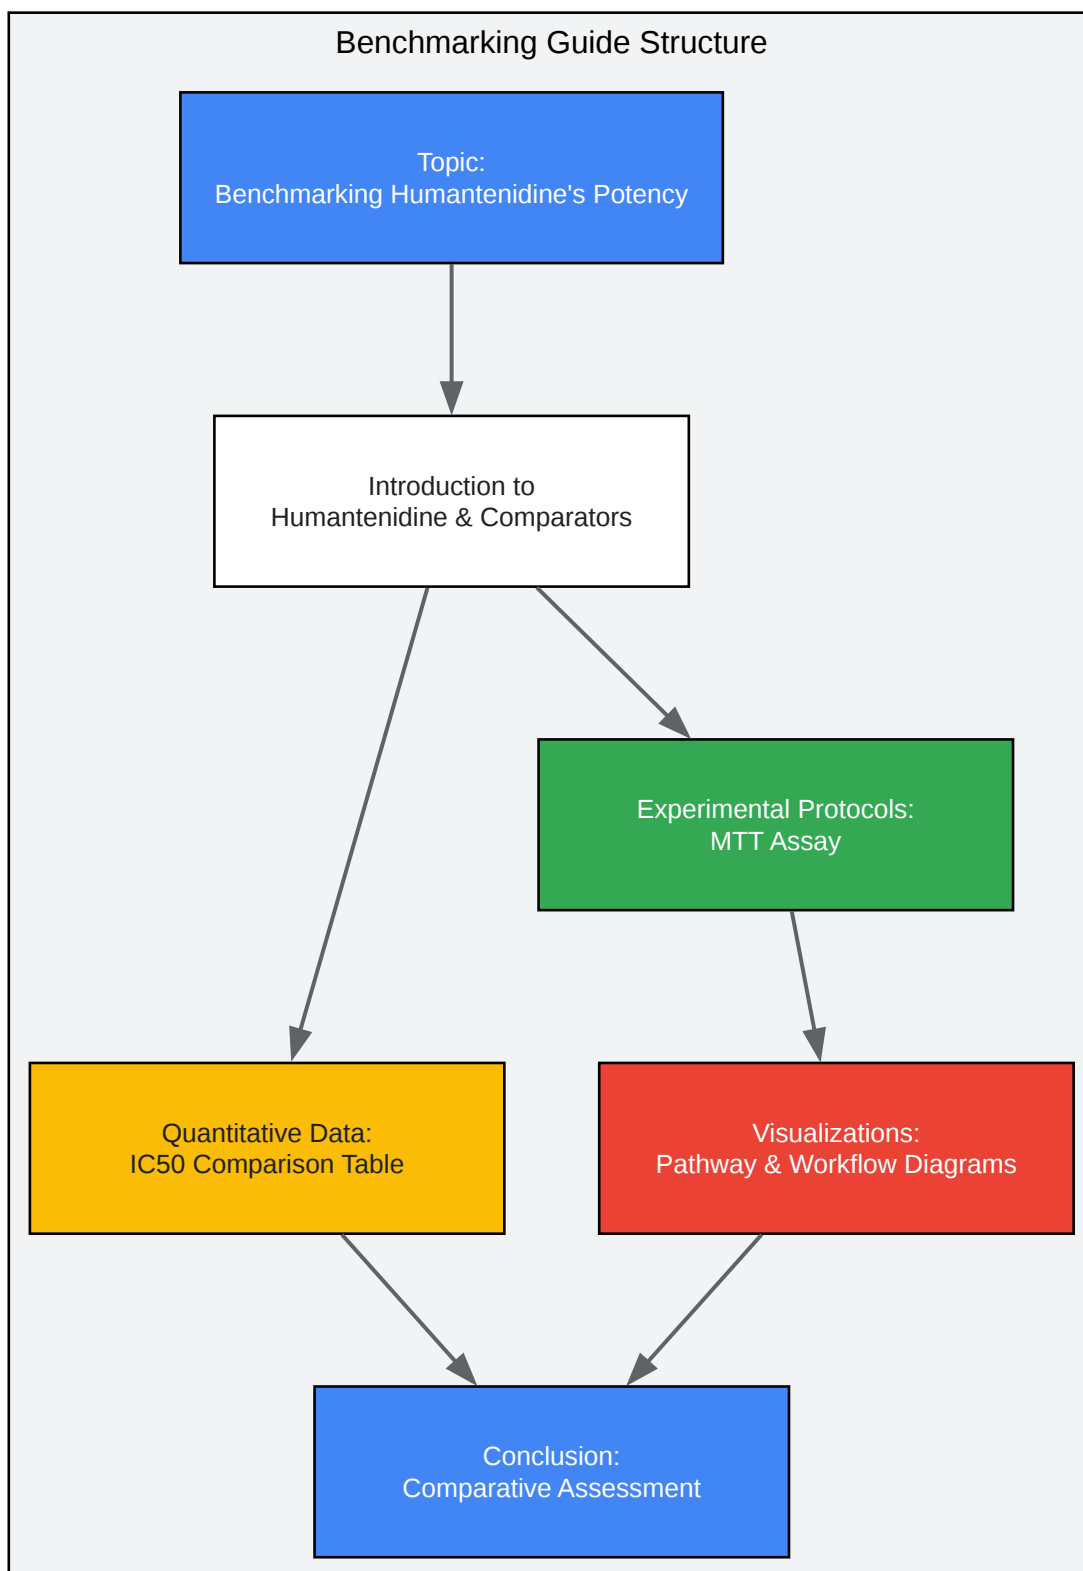 Benchmarking Guide Structure
Topic:
Benchmarking Humantenidine's Potency
Introduction to
Humantenidine & Comparators
Experimental Protocols:
MTT Assay
Quantitative Data:
IC50 Comparison Table
Visualizations:
Pathway & Workflow Diagrams
Conclusion:
Comparative Assessment